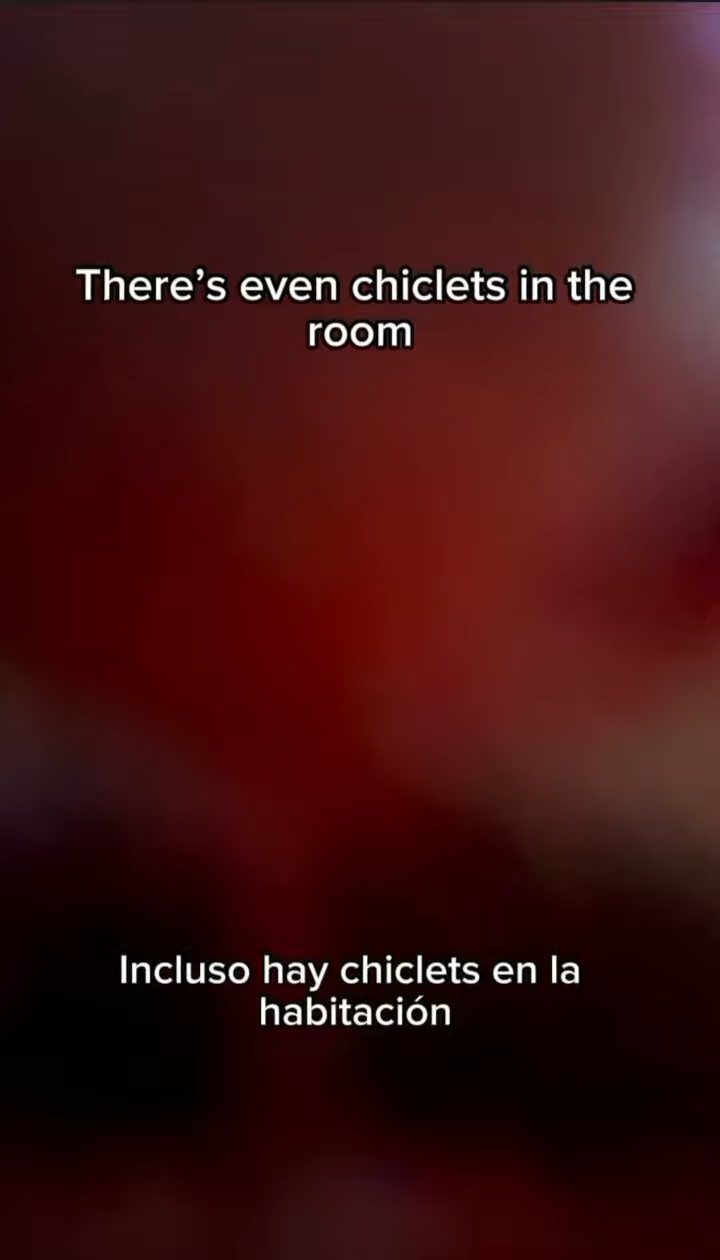 There’s even chiclets in the
room
Incluso hay chiclets en la
habitación